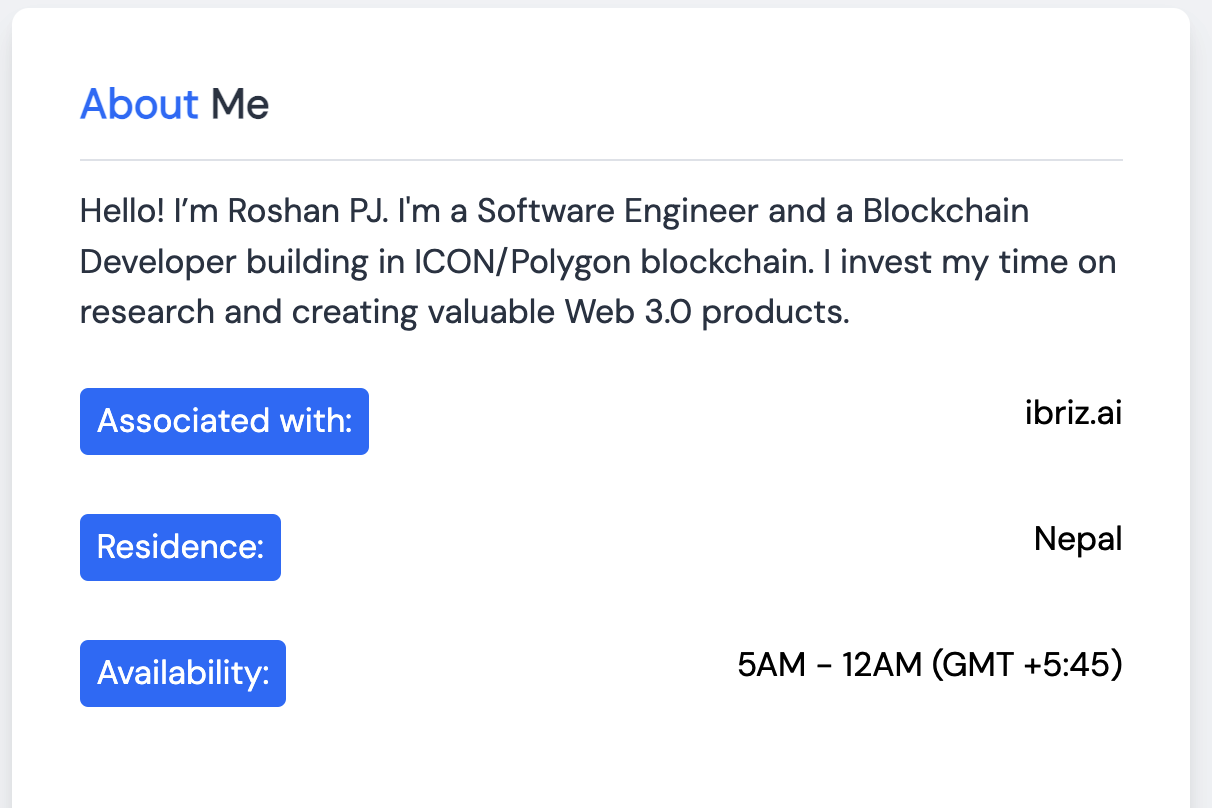 About Me
Hello! I’m Roshan PJ. I'm a Software Engineer and a Blockchain
Developer building in ICON/Polygon blockchain. I invest my time on
research and creating valuable Web 3.0 products.
Associated with: ibriz.ai
Residence: Nepal
Availability: 5AM - 12AM (GMT +5:45)